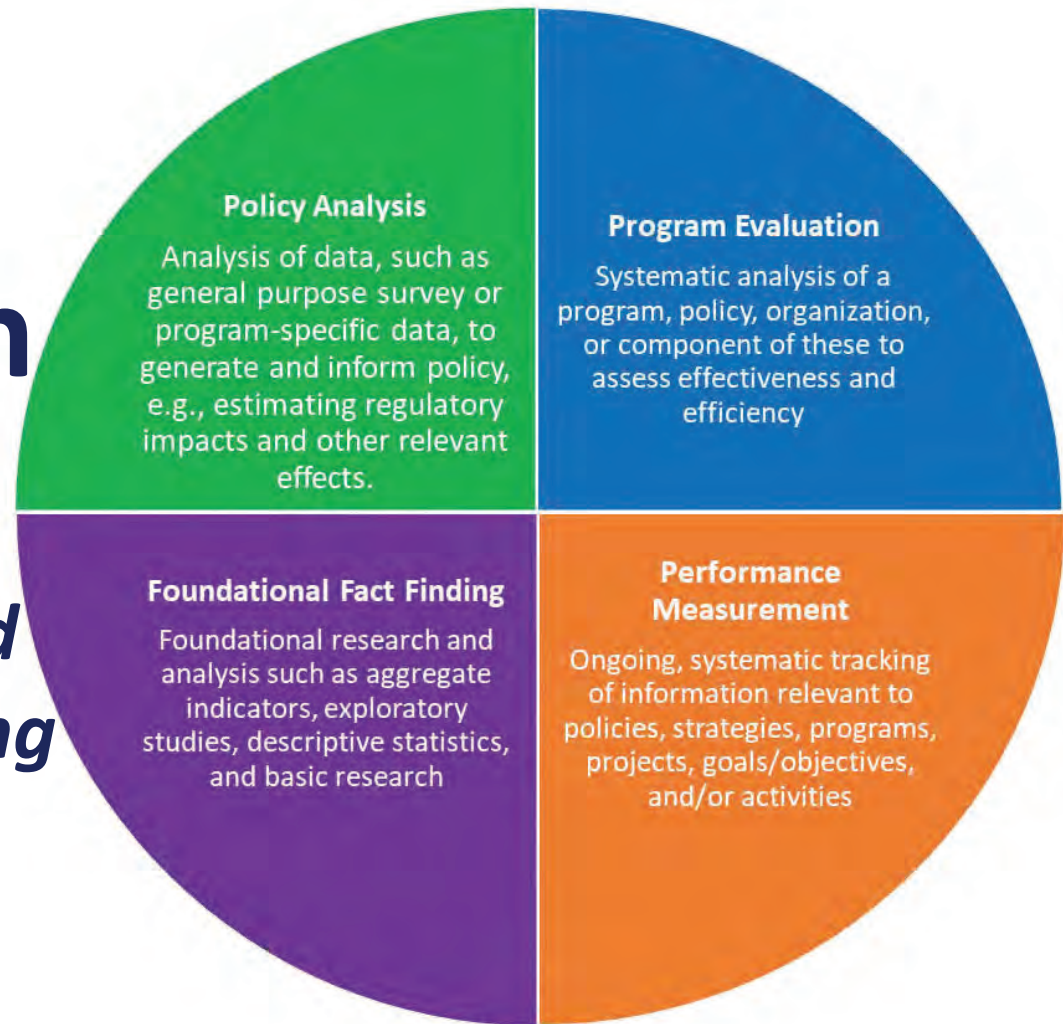 Policy Analysis
Analysis of data, such as
general purpose survey or
program-specific data, to
generate and inform policy,
e.g., estimating regulatory
impacts and other relevant
effects.
Program Evaluation
Systematic analysis of a
program, policy, organization,
or component of these to
assess effectiveness and
efficiency
Foundational Fact Finding
Foundational research and
analysis such as aggregate
indicators, exploratory
studies, descriptive statistics,
and basic research
Performance
Measurement
Ongoing, systematic tracking
of information relevant to
policies, strategies, programs,
projects, goals/objectives,
and/or activities